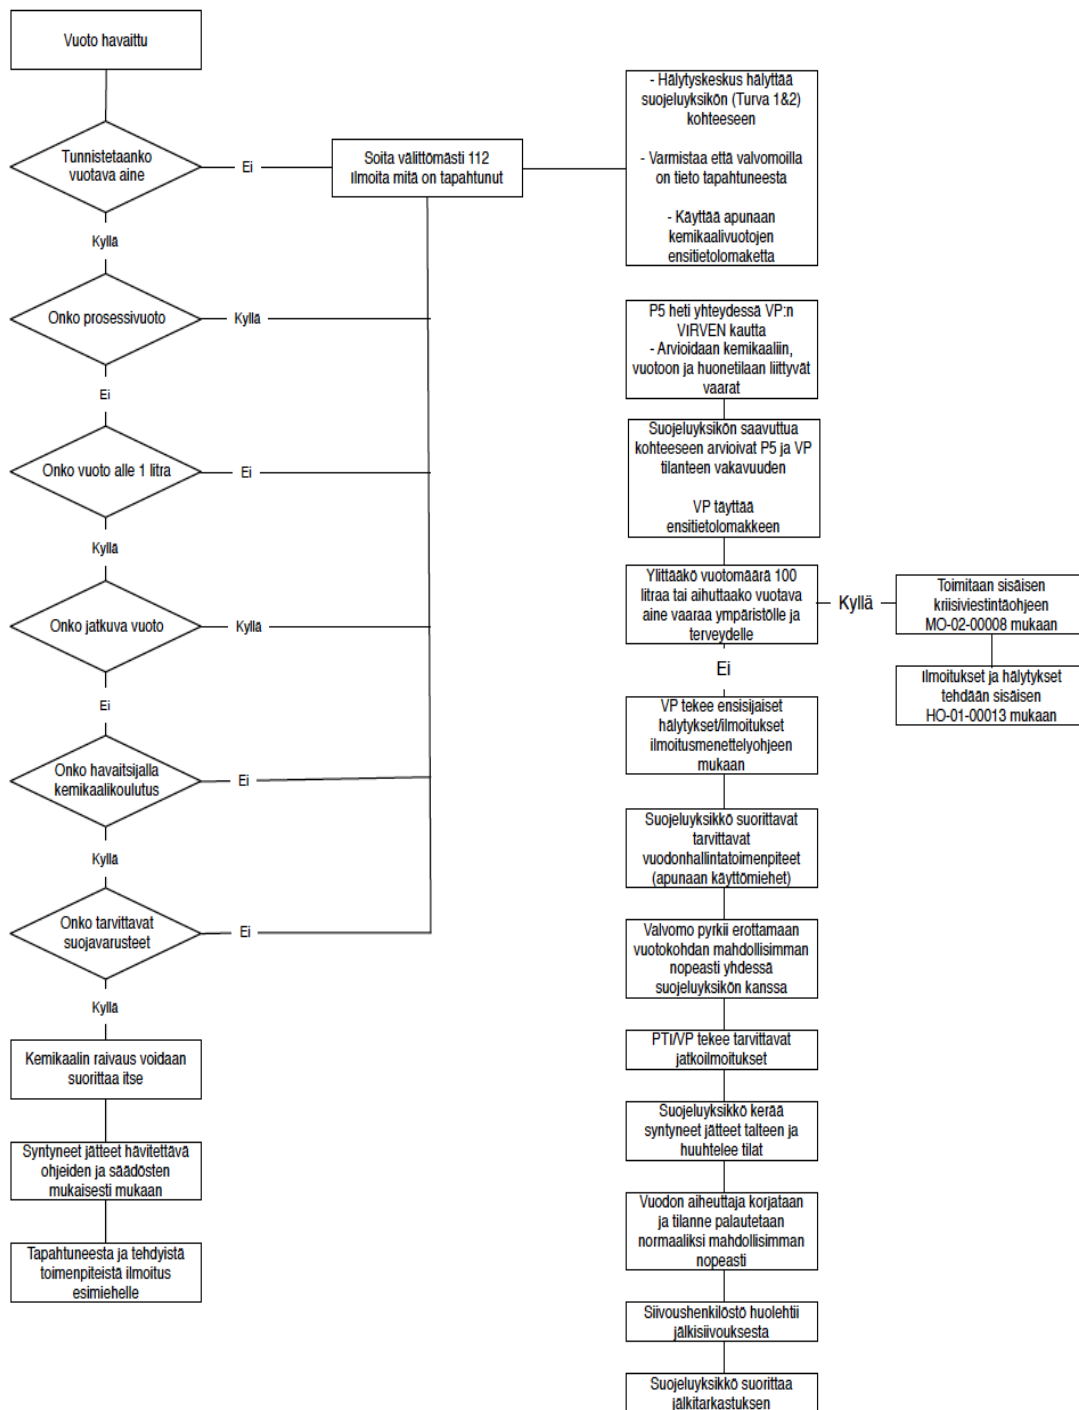 Vuoto havaittu
Tunnistetaanko
vuotava aine
Ei
Soita välittömästi 112
Ilmoita mitä on tapahtunut
- Hälytyskeskus hälyttää
suojeluyksikön (Turva 1&2)
kohteeseen
- Varmistaa että valvomoilla
on tieto tapahtuneesta
- Käyttää apunaan
kemikaalivuotojen
ensitietolomaketta
Kyllä
Onko prosessivuoto
Kyllä
Ei
Onko vuoto alle 1 litra
Ei
Kyllä
Onko jatkuva vuoto
Kyllä
Ei
Onko havaitsijalla
kemikaalikoulutus
Ei
Kyllä
Onko tarvittavat
suojavarusteet
Ei
Kyllä
Kemikaalin raivaus voidaan
suorittaa itse
Syntyneet jätteet hävitettävä
ohjeiden ja säädösten
mukaisesti mukaan
Tapahtuneesta ja tehdyistä
toimenpiteistä ilmoitus
esimiehelle
P5 heti yhteydessä VP:n
VIRVEN kautta
- Arvioidaan kemikaaliin,
vuotoon ja huonetilaan liittyvät
vaarat
Suojeluyksikön saavuttua
kohteeseen arvioivat P5 ja VP
tilanteen vakavuuden
VP täyttää
ensitietolomakkeen
Ylittääkö vuotomäärä 100
litraa tai aihuttaako vuotava
aine vaaraa ympäristölle ja
terveydelle
Kyllä
Toimitaan sisäisen
kriisiviestintäohjeen
MO-02-00008 mukaan
Ilmoitukset ja hälytykset
tehdään sisäisen
HO-01-00013 mukaan
Ei
VP tekee ensisijaiset
hälytykset/ilmoitukset
ilmoitusmenettelyohjeen
mukaan
Suojeluyksikkö suorittavat
tarvittavat
vuodonhallintatoimenpiteet
(apunaan käyttömiehet)
Valvomo pyrkii erottamaan
vuotokohdan mahdollisimman
nopeasti yhdessä
suojeluyksikön kanssa
PTI/VP tekee tarvittavat
jatkoilmoitukset
Suojeluyksikkö kerää
syntyneet jätteet talteen ja
huuhtelee tilat
Vuodon aiheuttaja korjataan
ja tilanne palautetaan
normaaliksi mahdollisimman
nopeasti
Siivoushenkilöstö huolehtii
jälkisiivouksesta
Suojeluyksikkö suorittaa
jälkitarkastuksen